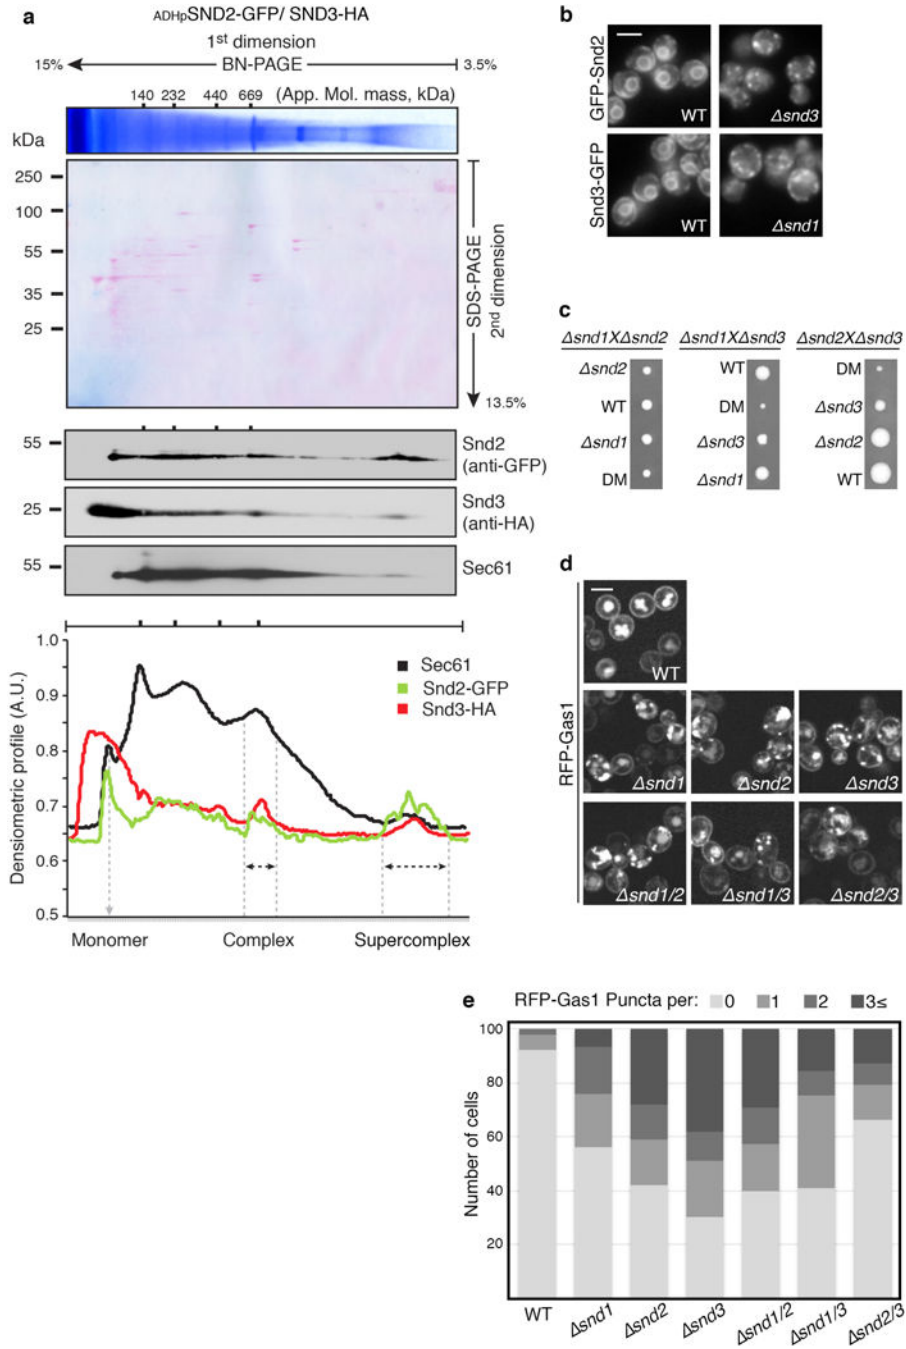 a
ADHpSND2-GFP/ SND3-HA
1st dimension
15% BN-PAGE 3.5%
140 232 440 669 (App. Mol. mass, kDa)
kDa
250
100
55
35
25
SDS-PAGE
2nd dimension
13.5%
55
Snd2
(anti-GFP)
25
Snd3
(anti-HA)
55
Sec61
1.0
0.9
0.8
0.7
0.6
0.5
Densiometric profile (A.U.)
Sec61
Snd2-GFP
Snd3-HA
Monomer Complex Supercomplex
b
GFP-Snd2
WT
Δsnd3
Snd3-GFP
WT
Δsnd1
c
Δsnd1XΔsnd2
Δsnd2
WT
Δsnd1
DM
Δsnd1XΔsnd3
WT
DM
Δsnd3
Δsnd1
Δsnd2XΔsnd3
DM
Δsnd3
Δsnd2
WT
d
RFP-Gas1
WT
Δsnd1
Δsnd2
Δsnd3
Δsnd1/2
Δsnd1/3
Δsnd2/3
e
RFP-Gas1 Puncta per: 0 1 2 3≤
100
80
60
40
20
Number of cells
WT Δsnd1 Δsnd2 Δsnd3 Δsnd1/2 Δsnd1/3 Δsnd2/3